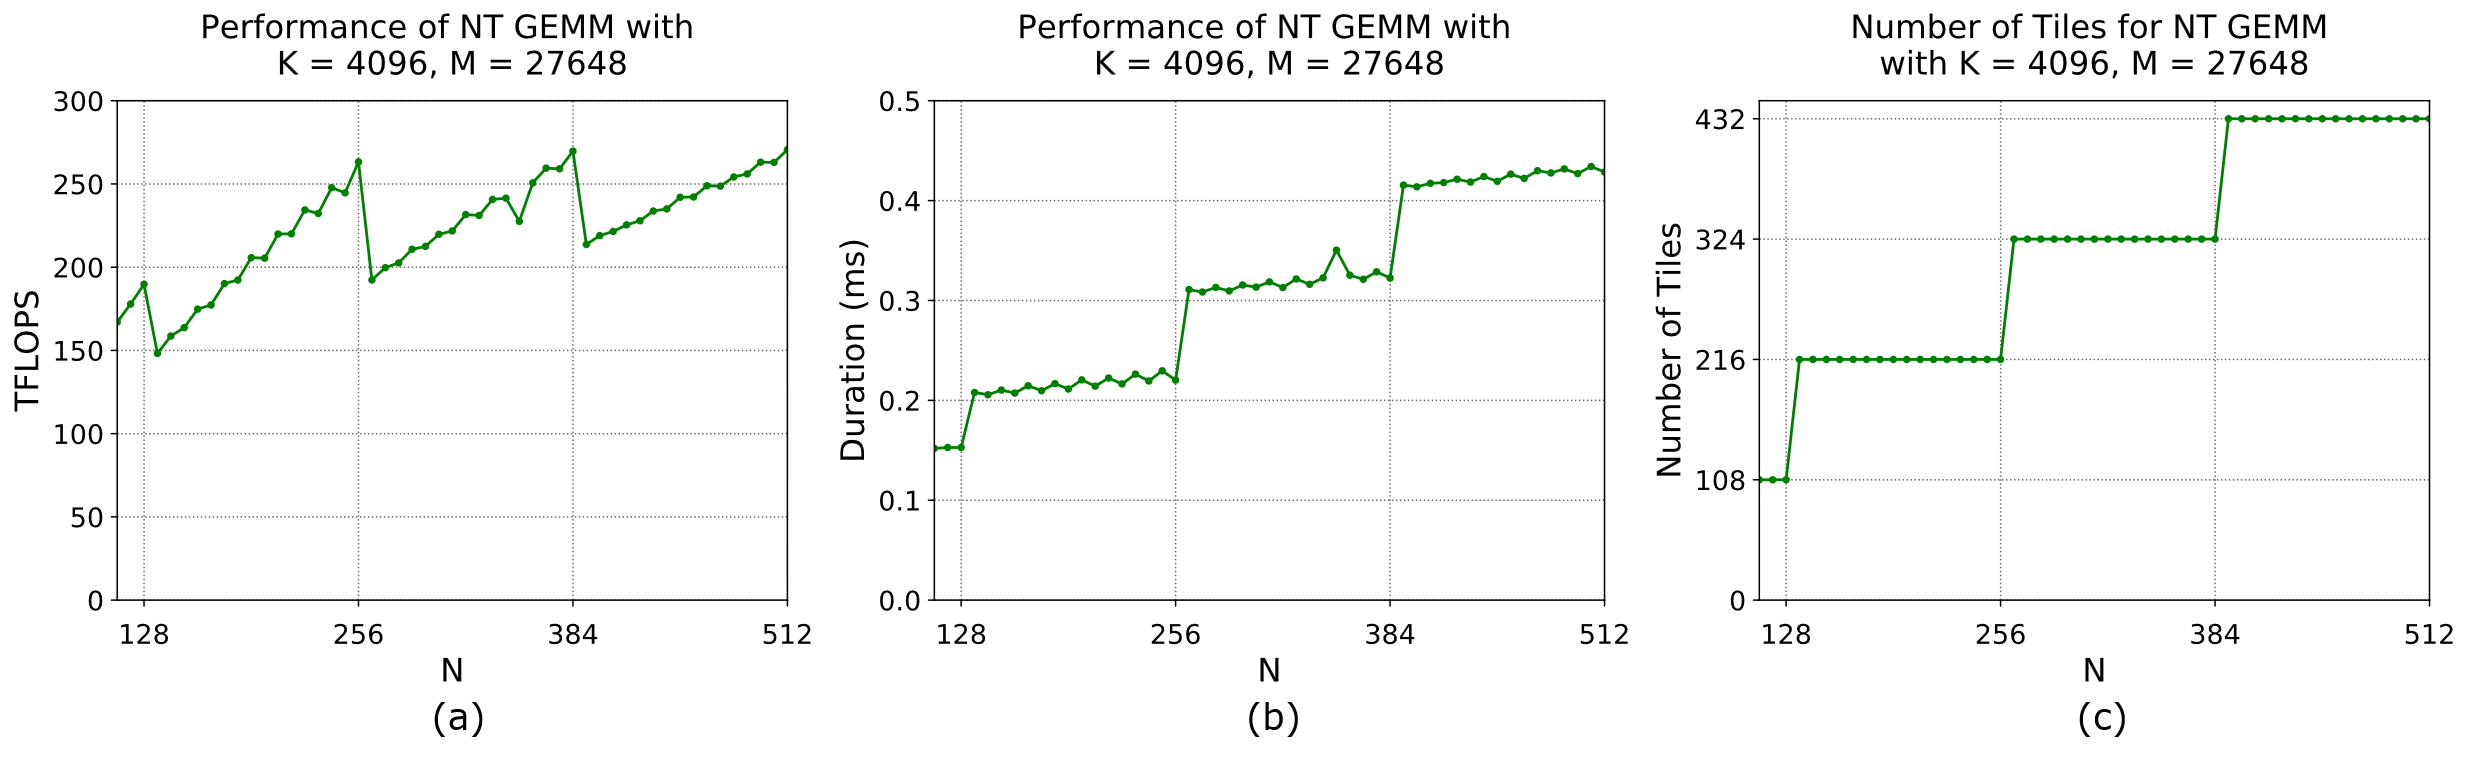 Performance of NT GEMM with
K = 4096, M = 27648
300
250
200
150
100
50
0
TFLOPS
128 256 384 512
N
(a)
Performance of NT GEMM with
K = 4096, M = 27648
0.5
0.4
0.3
0.2
0.1
0.0
Duration (ms)
128 256 384 512
N
(b)
Number of Tiles for NT GEMM
with K = 4096, M = 27648
432
324
216
108
0
Number of Tiles
128 256 384 512
N
(c)